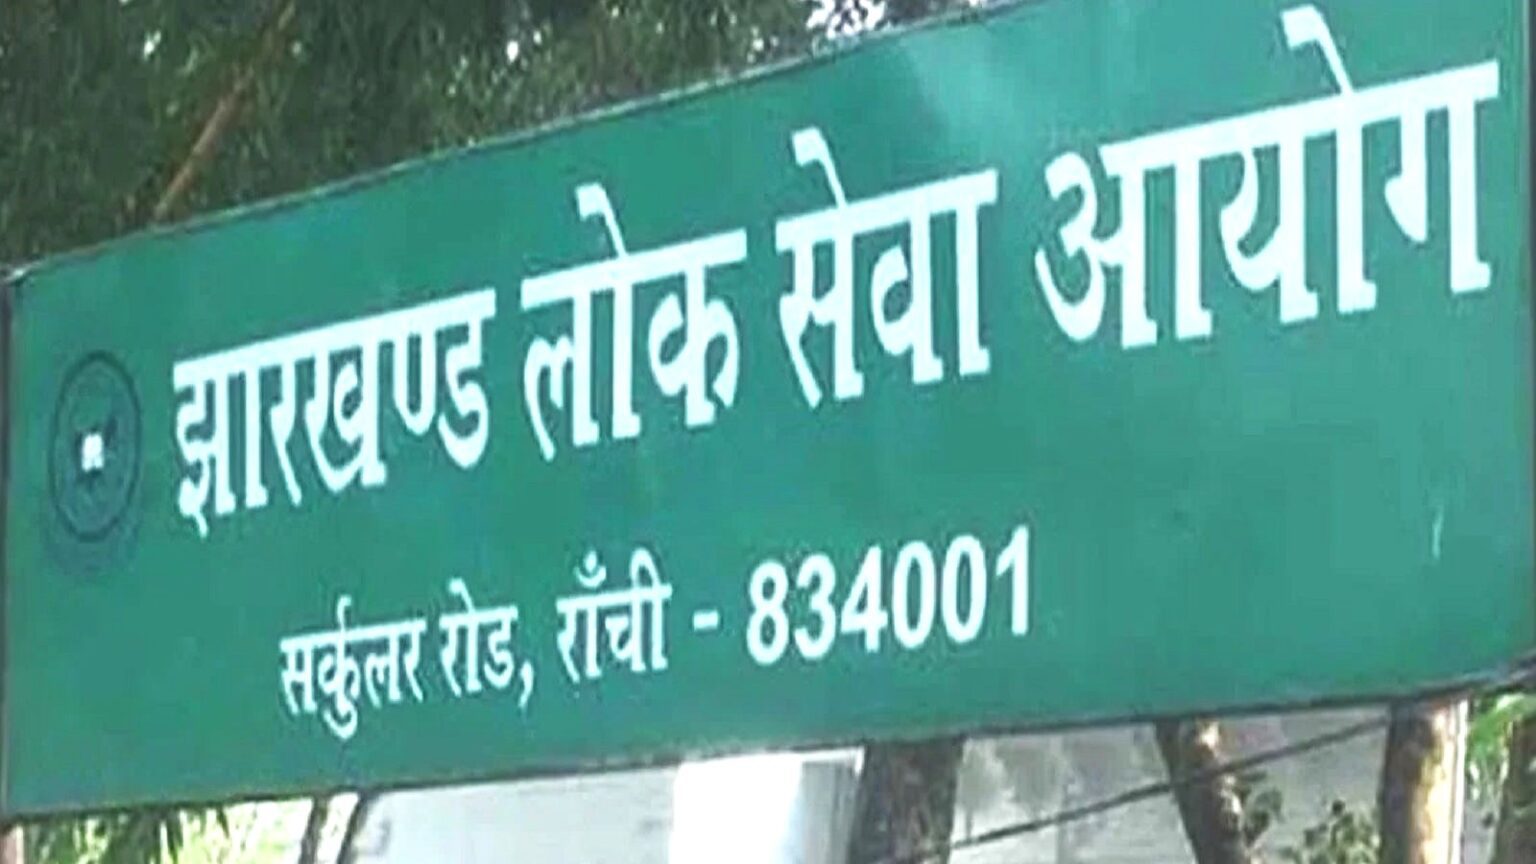 झारखण्ड लोक सेवा आयोग
सर्कुलर रोड, राँची - 834001